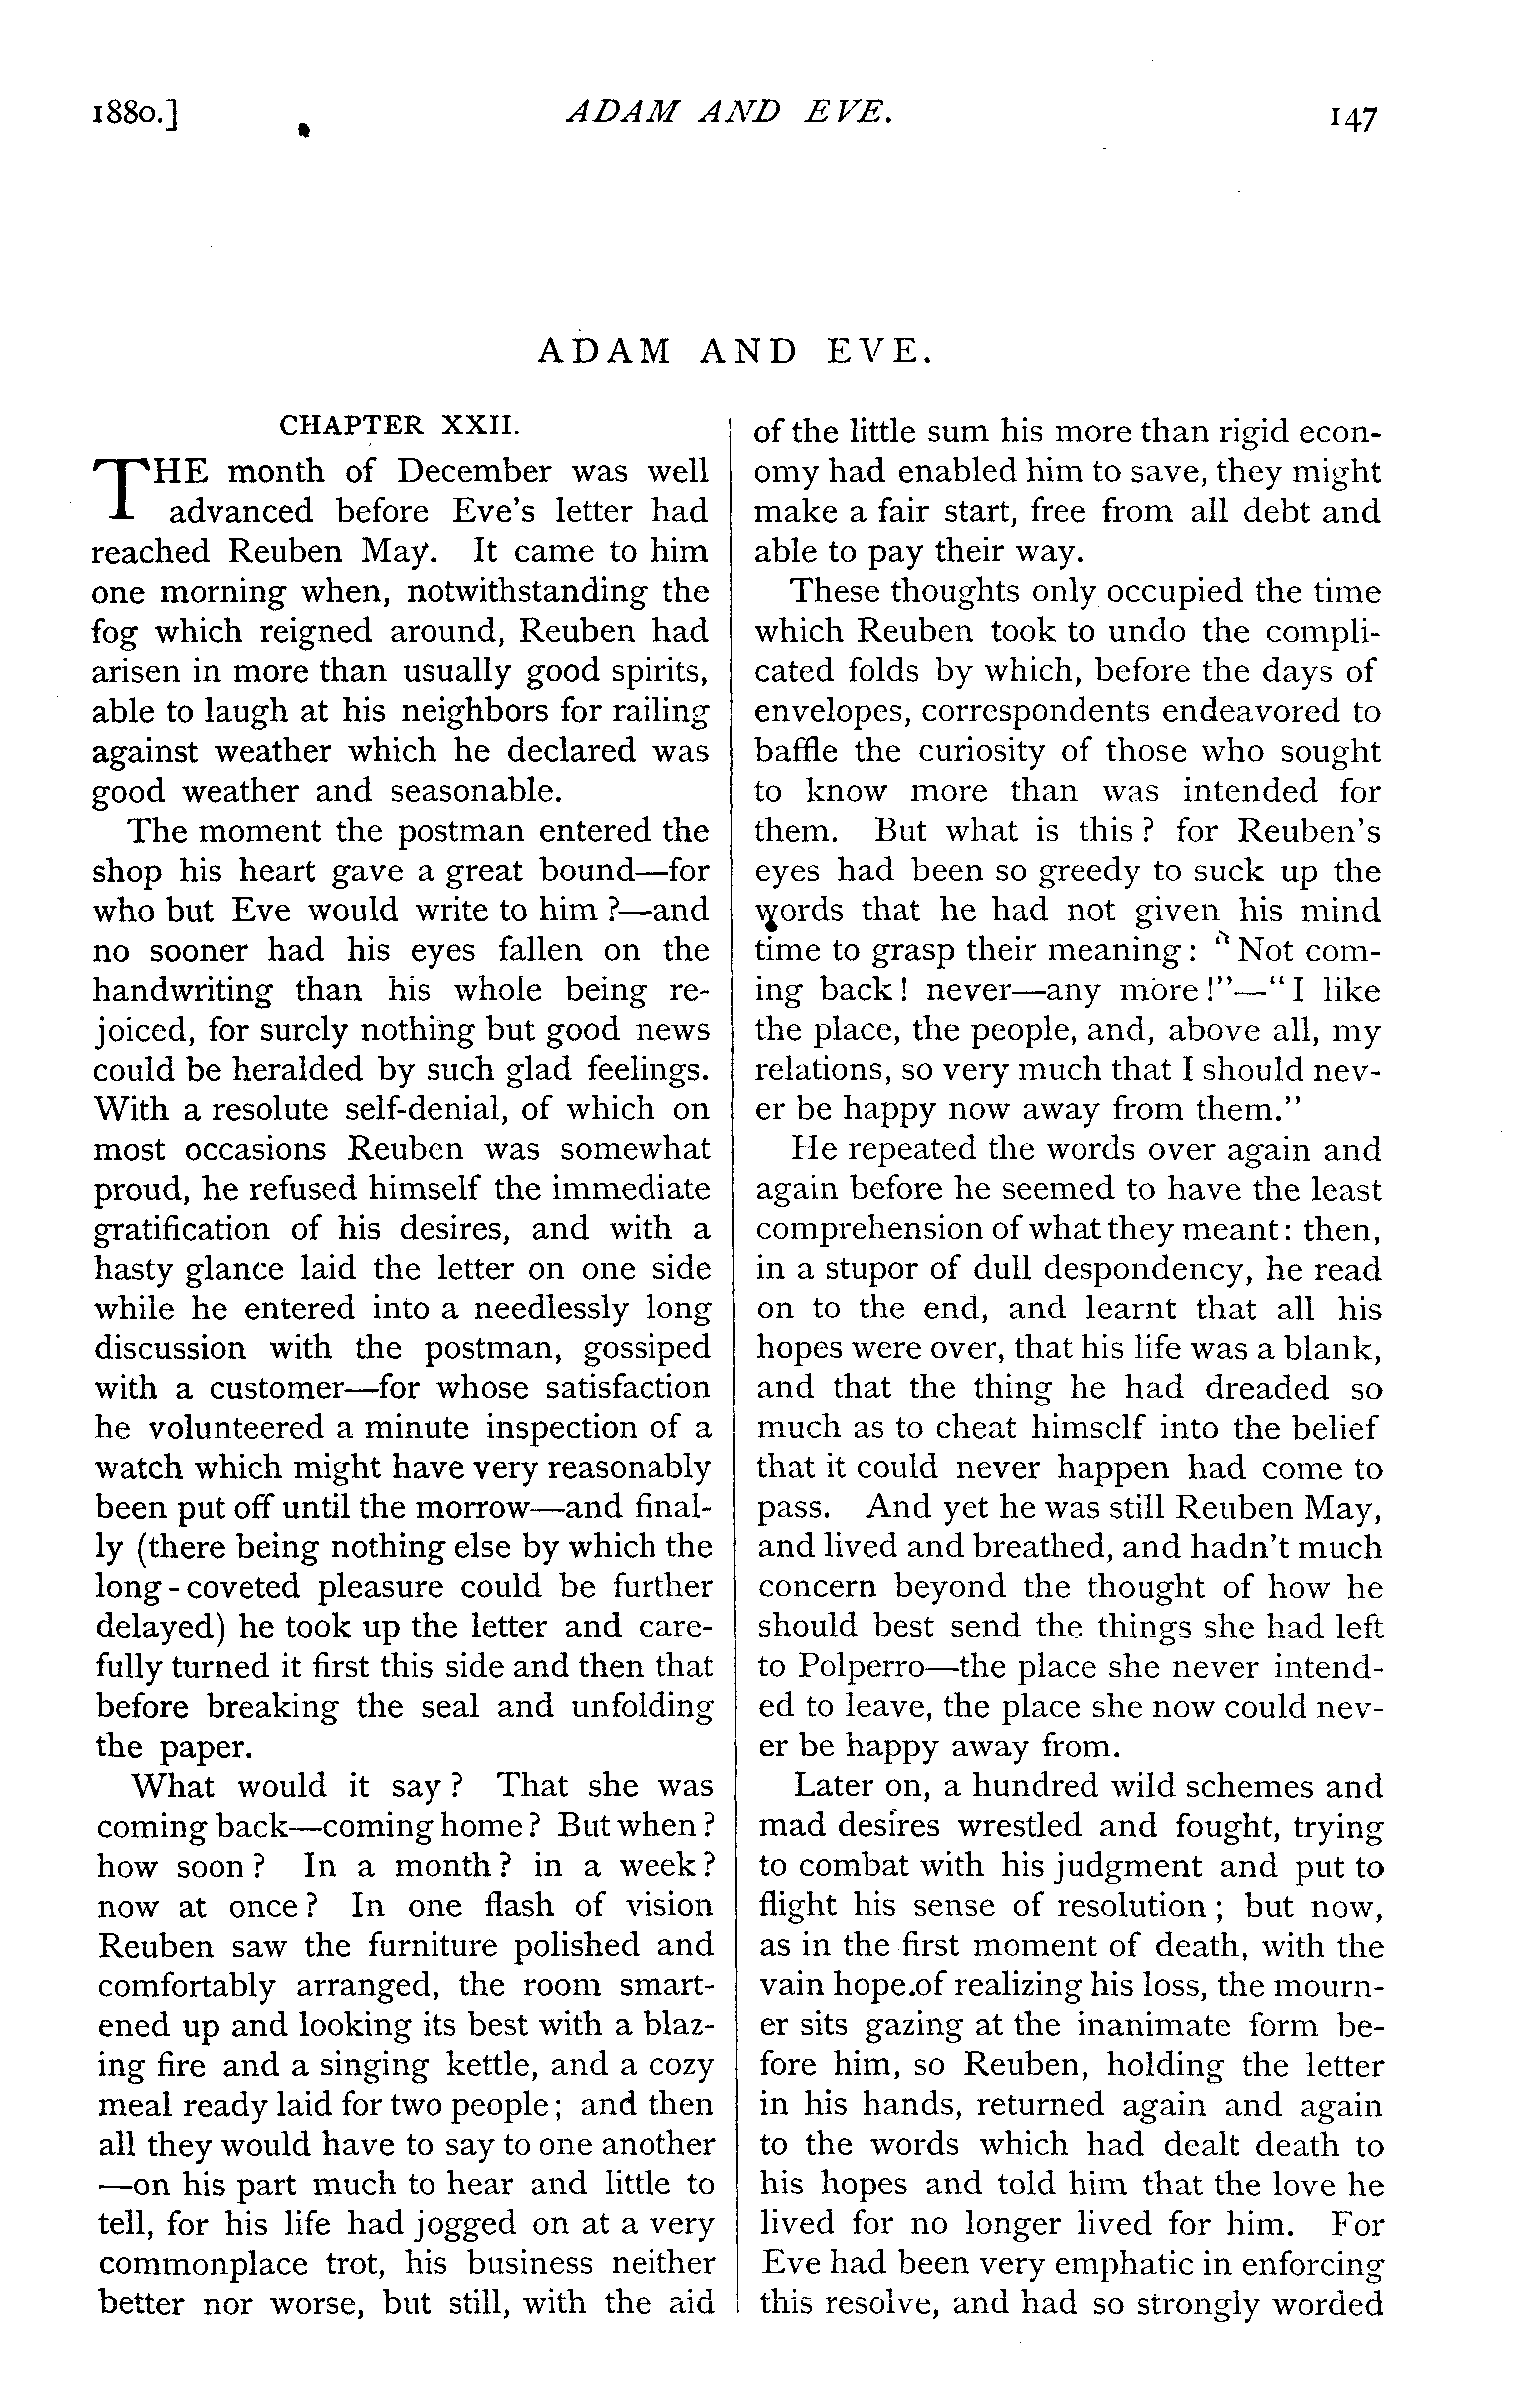 1880.] ADAM AND EVE. 147
ADAM AND EVE.
CHAPTER XXII.
THE month of December was well
advanced before Eve's letter had
reached Reuben May. It came to him
one morning when, notwithstanding the
fog which reigned around, Reuben had
arisen in more than usually good spirits,
able to laugh at his neighbors for railing
against weather which he declared was
good weather and seasonable.
The moment the postman entered the
shop his heart gave a great bound—for
who but Eve would write to him?—and
no sooner had his eyes fallen on the
handwriting than his whole being re-
joiced, for surely nothing but good news
could be heralded by such glad feelings.
With a resolute self-denial, of which on
most occasions Reuben was somewhat
proud, he refused himself the immediate
gratification of his desires, and with a
hasty glance laid the letter on one side
while he entered into a needlessly long
discussion with the postman, gossiped
with a customer—for whose satisfaction
he volunteered a minute inspection of a
watch which might have very reasonably
been put off until the morrow—and final-
ly (there being nothing else by which the
long-coveted pleasure could be further
delayed) he took up the letter and care-
fully turned it first this side and then that
before breaking the seal and unfolding
the paper.
What would it say? That she was
coming back—coming home? But when?
how soon? In a month? in a week?
now at once? In one flash of vision
Reuben saw the furniture polished and
comfortably arranged, the room smart-
ened up and looking its best with a blaz-
ing fire and a singing kettle, and a cozy
meal ready laid for two people; and then
all they would have to say to one another
—on his part much to hear and little to
tell, for his life had jogged on at a very
commonplace trot, his business neither
better nor worse, but still, with the aid
of the little sum his more than rigid econ-
omy had enabled him to save, they might
make a fair start, free from all debt and
able to pay their way.
These thoughts only occupied the time
which Reuben took to undo the compli-
cated folds by which, before the days of
envelopes, correspondents endeavored to
baffle the curiosity of those who sought
to know more than was intended for
them. But what is this? for Reuben's
eyes had been so greedy to suck up the
words that he had not given his mind
time to grasp their meaning: "Not com-
ing back! never—any more!"—"I like
the place, the people, and, above all, my
relations, so very much that I should nev-
er be happy now away from them."
He repeated the words over again and
again before he seemed to have the least
comprehension of what they meant: then,
in a stupor of dull despondency, he read
on to the end, and learnt that all his
hopes were over, that his life was a blank,
and that the thing he had dreaded so
much as to cheat himself into the belief
that it could never happen had come to
pass. And yet he was still Reuben May,
and lived and breathed, and hadn't much
concern beyond the thought of how he
should best send the things she had left
to Polperro—the place she never intend-
ed to leave, the place she now could nev-
er be happy away from.
Later on, a hundred wild schemes and
mad desires wrestled and fought, trying
to combat with his judgment and put to
flight his sense of resolution; but now,
as in the first moment of death, with the
vain hope of realizing his loss, the mourn-
er sits gazing at the inanimate form be-
fore him, so Reuben, holding the letter
in his hands, returned again and again
to the words which had dealt death to
his hopes and told him that the love he
lived for no longer lived for him. For
Eve had been very emphatic in enforcing
this resolve, and had so strongly worded